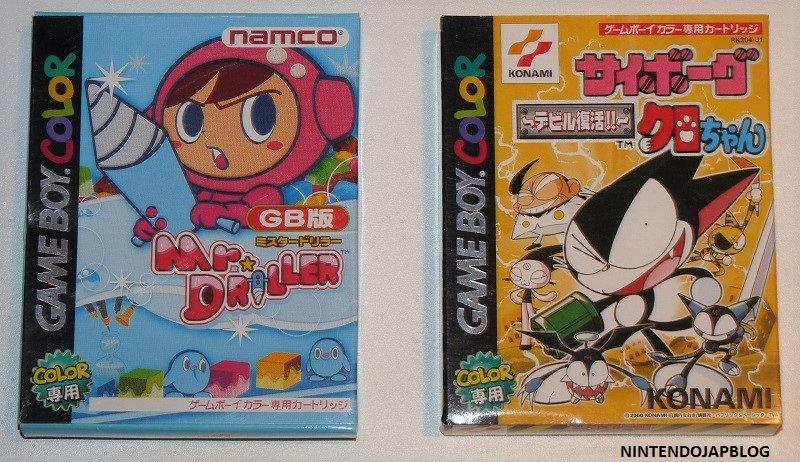 GAME BOY COLOR
namco
GB版
ミスタードリラー
Mr. DRILLER
TM
COLOR
専用
ゲームボーイカラー専用カートリッジ
GAME BOY COLOR
KONAMI
ゲームボーイカラー専用カートリッジ
RK204-J1
サイボーグ
クロちゃん
~デビル復活!!~
TM
COLOR
専用
KONAMI
NINTENDOJAPBLOG